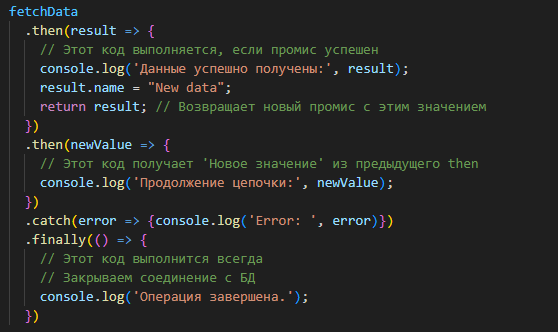 fetchData
.then(result => {
// Этот код выполняется, если промис успешен
console.log('Данные успешно получены:', result);
result.name = "New data";
return result; // Возвращает новый промис с этим значением
})
.then(newValue => {
// Этот код получает 'Новое значение' из предыдущего then
console.log('Продолжение цепочки:', newValue);
})
.catch(error => {console.log('Error: ', error)})
.finally(() => {
// Этот код выполнится всегда
// Закрываем соединение с БД
console.log('Операция завершена.');
})